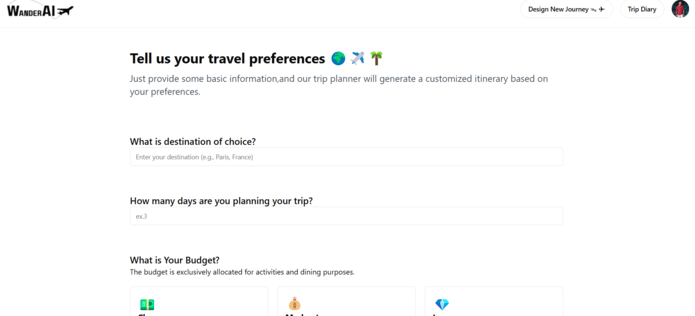 WANDERAI
Design New Journey
Trip Diary
Tell us your travel preferences
Just provide some basic information,and our trip planner will generate a customized itinerary based on
your preferences.
What is destination of choice?
Enter your destination (e.g., Paris, France)
How many days are you planning your trip?
ex.3
What is Your Budget?
The budget is exclusively allocated for activities and dining purposes.